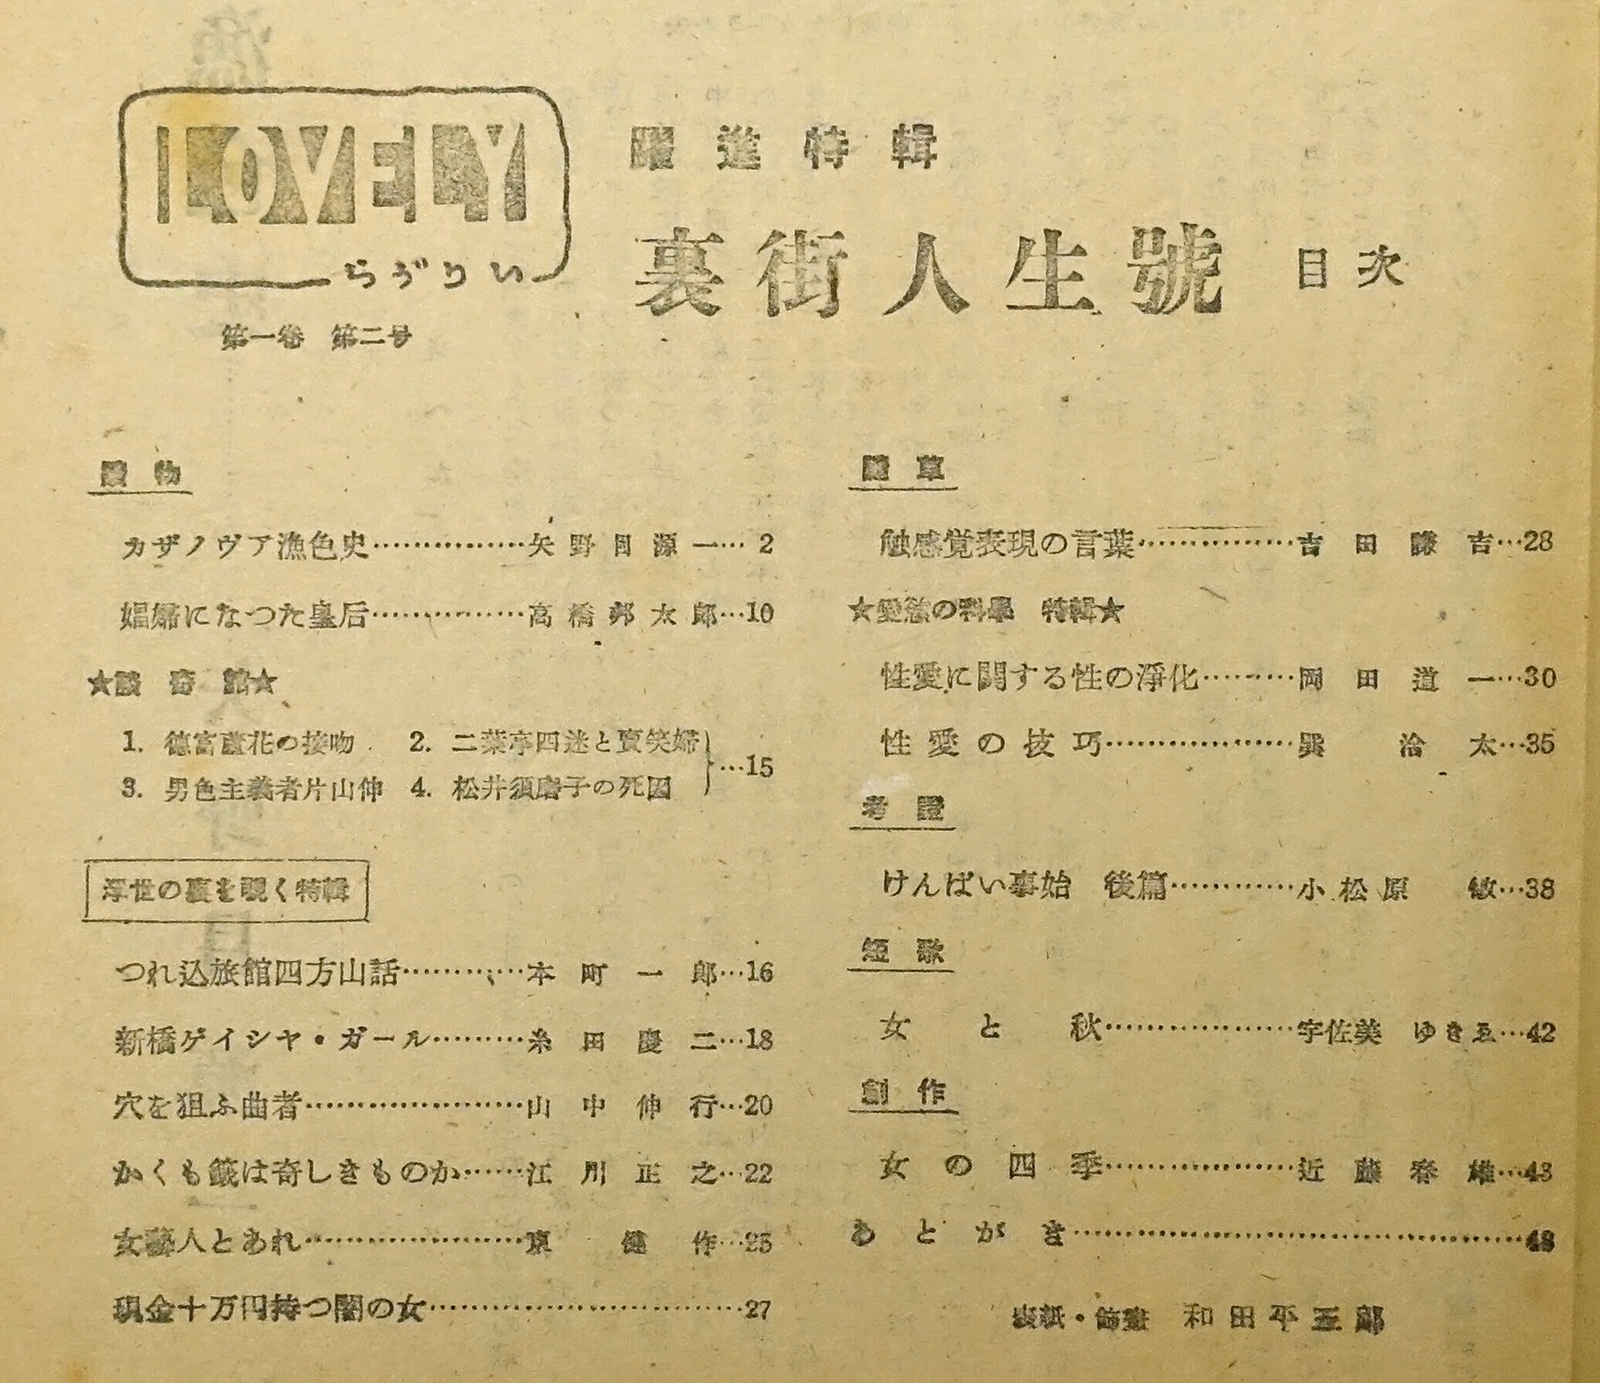 LOVELY
らぶりい
第一巻 第二号
躍進特輯
裏街人生號 目次
讀物
カザノヴァ漁色史……………矢野目源一…2
娼婦になつた皇后……………高橋邦太郎…10
★談奇館★
1. 徳富蘆花の接吻 2. 二葉亭四迷と賣笑婦
3. 男色主義者片山伸 4. 松井須磨子の死因
…15
浮世の裏を覗く特輯
つれ込旅館四方山話…………本町一郎…16
新橋ゲイシヤ・ガール………糸田慶二…18
穴を狙ふ曲者…………………山中伸行…20
かくも籤は奇しきものか……江川正之…22
女藝人とあれ…………………原健作…25
現金十万円持つ闇の女…………………………27
随草
触感覚表現の言葉……………吉田謙吉…28
★愛慾の科學 特輯★
性愛に関する性の淨化………岡田道一…30
性愛の技巧………………巽治太…35
考證
けんばい事始 後篇…………小松原敏…38
短歌
女と秋………………宇佐美ゆきゑ…42
創作
女の四季………………近藤春雄…43
あとがき………………………………………48
表紙・飾畫 和田平五郎